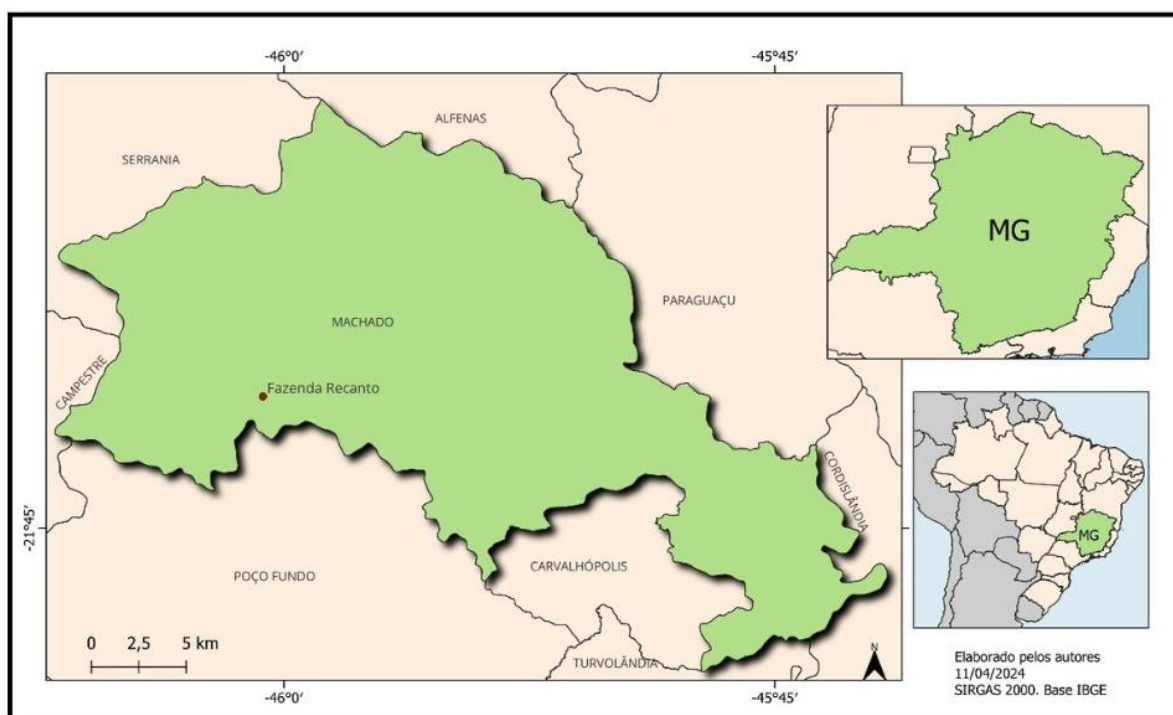 -46°0'
-45°45'
ALFENAS
SERRANIA
MACHADO
PARAGUAÇU
CAMPESTRE
Fazenda Recanto
CORDISLÂNDIA
-21°45'
POÇO FUNDO
CARVALHÓPOLIS
TURVOLÂNDIA
0 2,5 5 km
N
-46°0'
-45°45'
MG
MG
Elaborado pelos autores
11/04/2024
SIRGAS 2000. Base IBGE